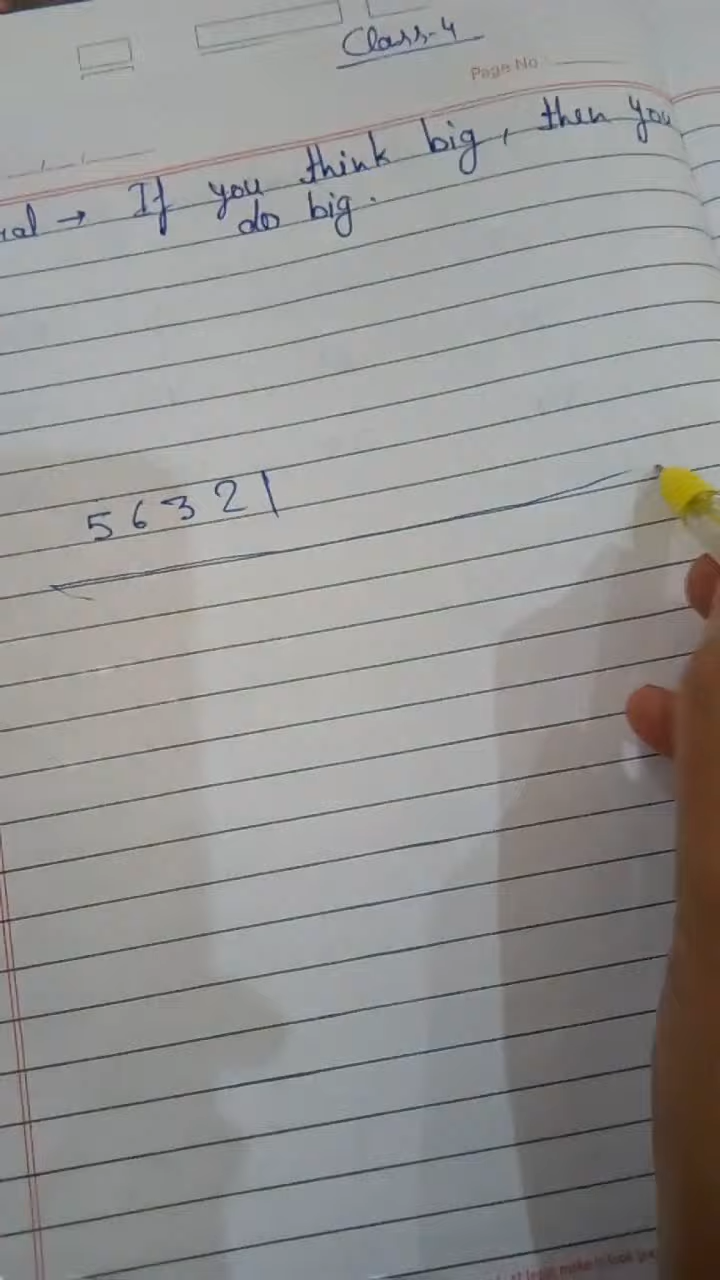 Class-4
Page No
→ If you think big, then you
do big.
56321